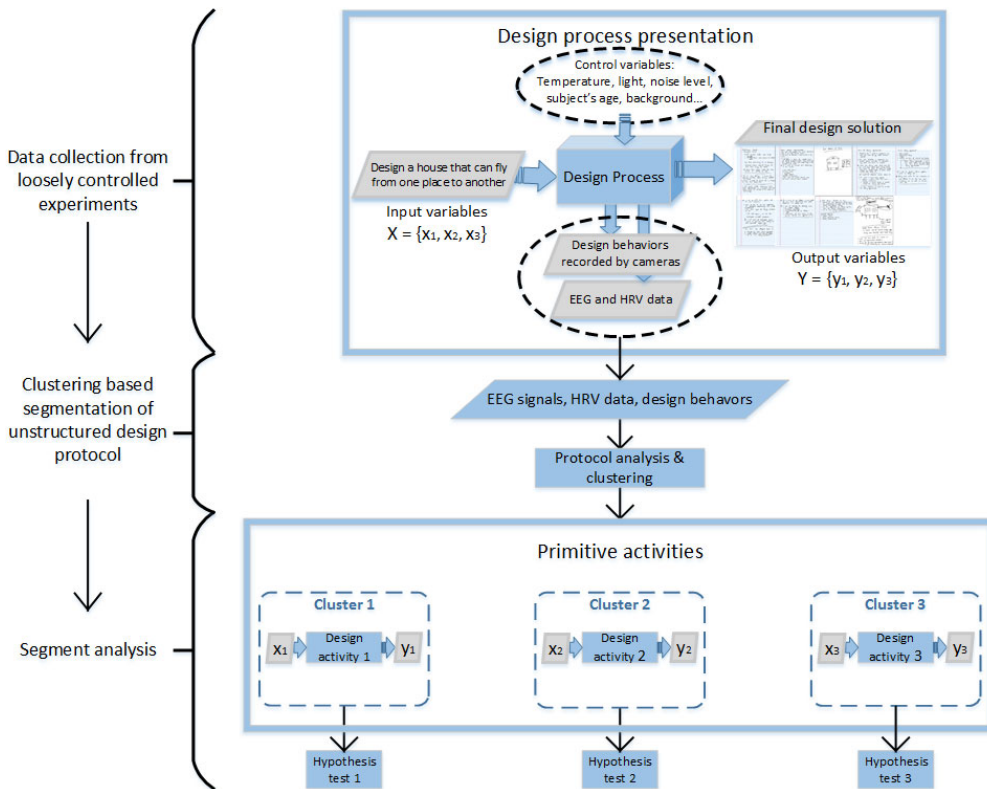 Design process presentation
Control variables:
Temperature, light, noise level,
subject's age, background...
Final design solution
Data collection from
loosely controlled
experiments
Design a house that can fly
from one place to another
Design Process
Input variables
X = {x₁, x₂, x₃}
Design behaviors
recorded by cameras
EEG and HRV data
Output variables
Y = {y₁, y₂, y₃}
Clustering based
segmentation of
unstructured design
protocol
EEG signals, HRV data, design behavors
Protocol analysis &
clustering
Primitive activities
Segment analysis
Cluster 1
x₁
Design
activity 1
y₁
Cluster 2
x₂
Design
activity 2
y₂
Cluster 3
x₃
Design
activity 3
y₃
Hypothesis
test 1
Hypothesis
test 2
Hypothesis
test 3